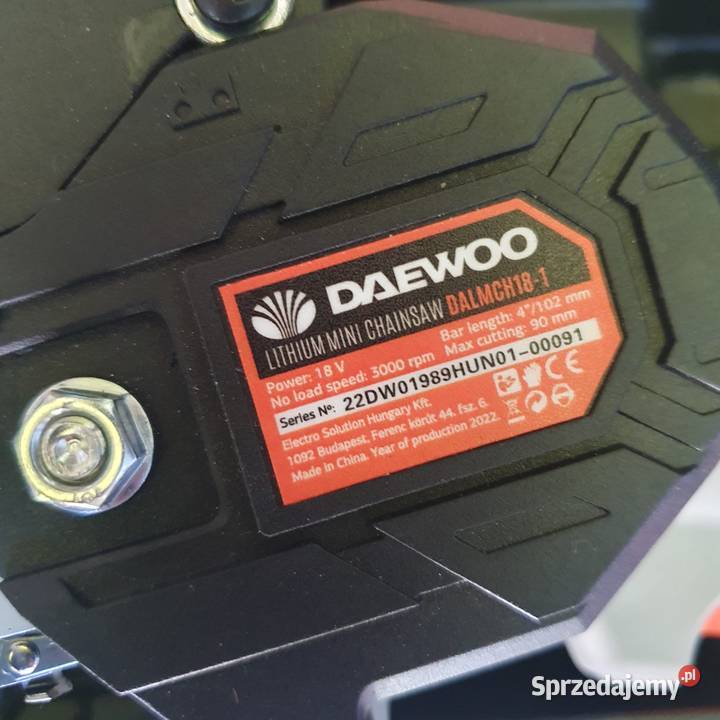 DAEWOO
LITHIUM MINI CHAINSAW DALMCH18-1
Power: 18 V Bar length: 4"/102 mm
No load speed: 3000 rpm Max cutting: 90 mm
Series №: 22DW01989HUN01-00091
Electro Solution Hungary Kft.
1092 Budapest, Ferenc körút 44. fsz. 6.
Made in China. Year of production 2022.
CE
Sprzedajemy.pl